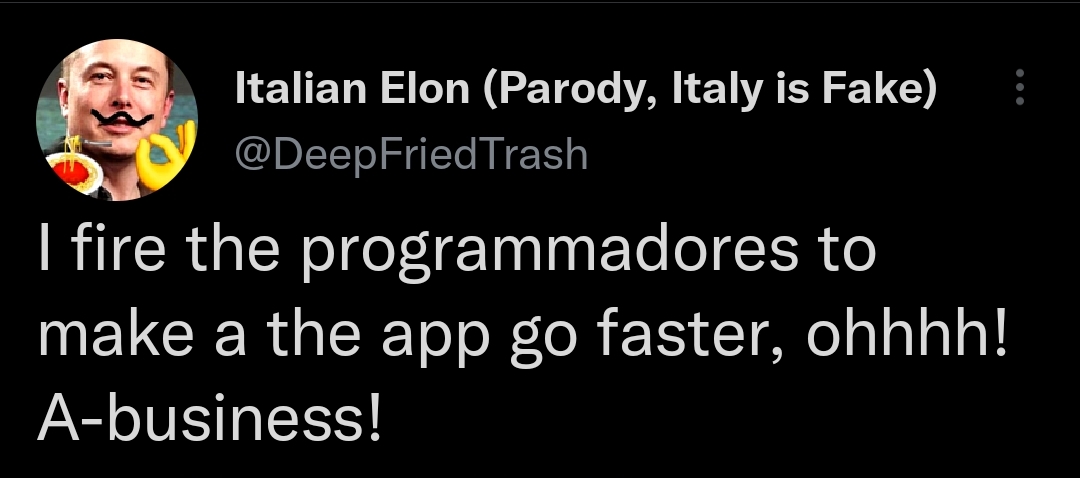 Italian Elon (Parody, Italy is Fake)
@DeepFriedTrash
I fire the programmadores to
make a the app go faster, ohhhh!
A-business!